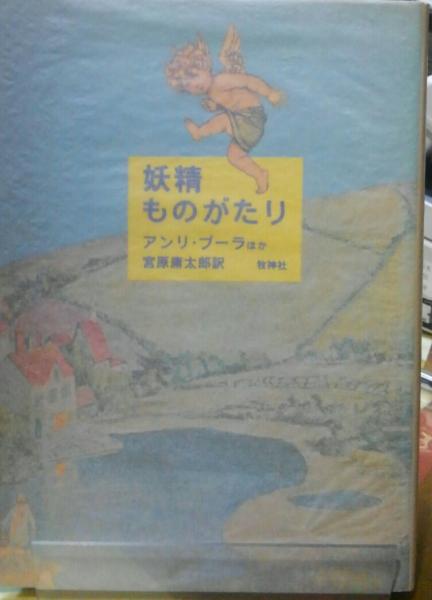 妖精
ものがたり
アンリ・プーラほか
宮原庸太郎訳 牧神社